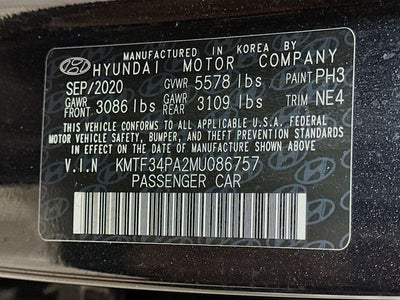 MANUFACTURED IN KOREA BY
HYUNDAI MOTOR COMPANY
SEP/2020 GVWR 5578 lbs PAINT PH3
GAWR FRONT 3086 lbs GAWR REAR 3109 lbs TRIM NE4
THIS VEHICLE CONFORMS TO ALL APPLICABLE U.S. FEDERAL
MOTOR VEHICLE SAFETY, BUMPER, AND THEFT PREVENTION STANDARDS
IN EFFECT ON THE DATE OF MANUFACTURE SHOWN ABOVE.
V.I.N KMTF34PA2MU086757
PASSENGER CAR